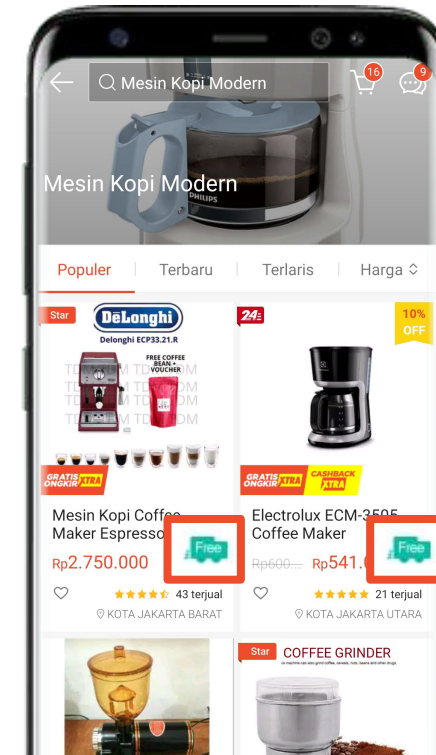 16
9
Mesin Kopi Modern
PHILIPS
Mesin Kopi Modern
Populer
Terbaru
Terlaris
Harga
Star
DeLonghi
Delonghi ECP33.21.R
FREE COFFEE
BEAN +
VOUCHER
GRATIS
ONGKIR XTRA
Mesin Kopi Coffee
Maker Espresso
Free
Rp2.750.000
43 terjual
KOTA JAKARTA BARAT
24
10%
OFF
GRATIS
ONGKIR XTRA
CASHBACK
XTRA
Electrolux ECM-3505
Coffee Maker
Free
Rp600... Rp541.
21 terjual
KOTA JAKARTA UTARA
Star
COFFEE GRINDER